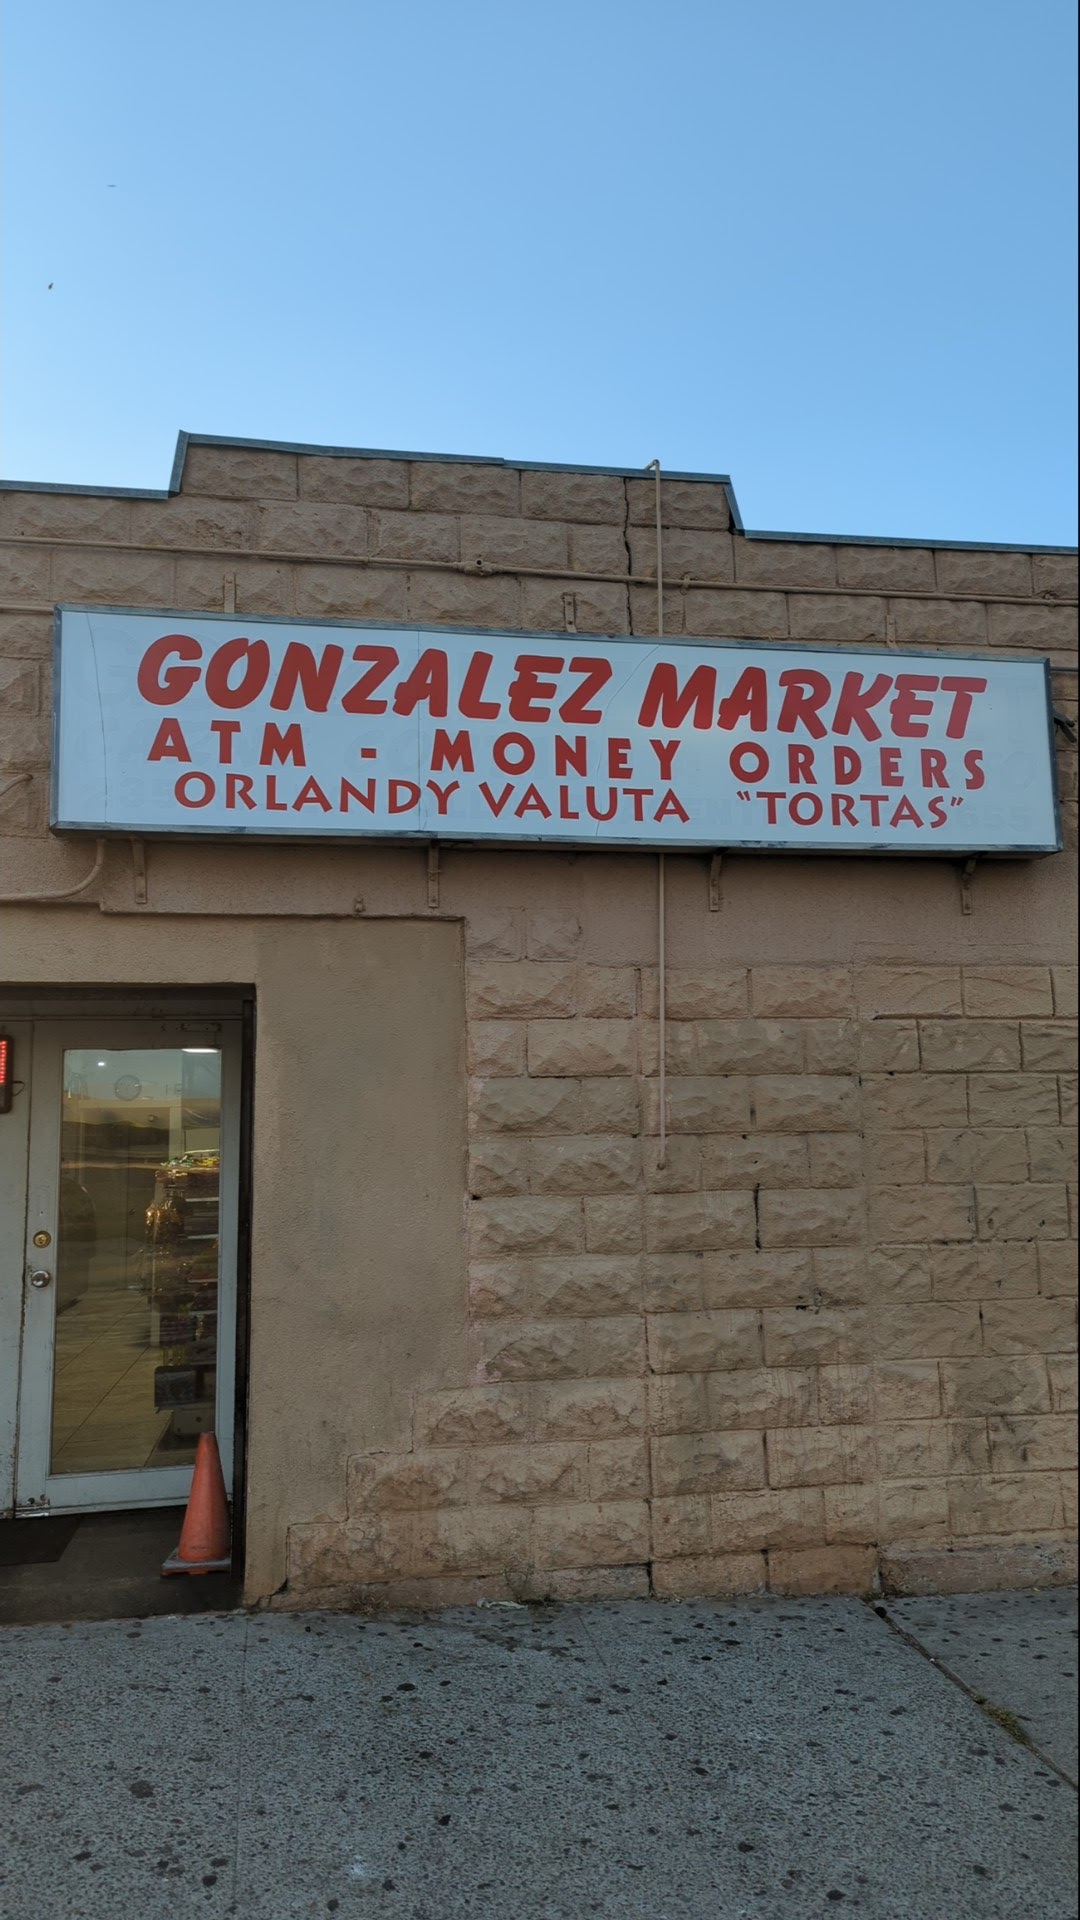 GONZALEZ MARKET
ATM - MONEY ORDERS
ORLANDY VALUTA "TORTAS"